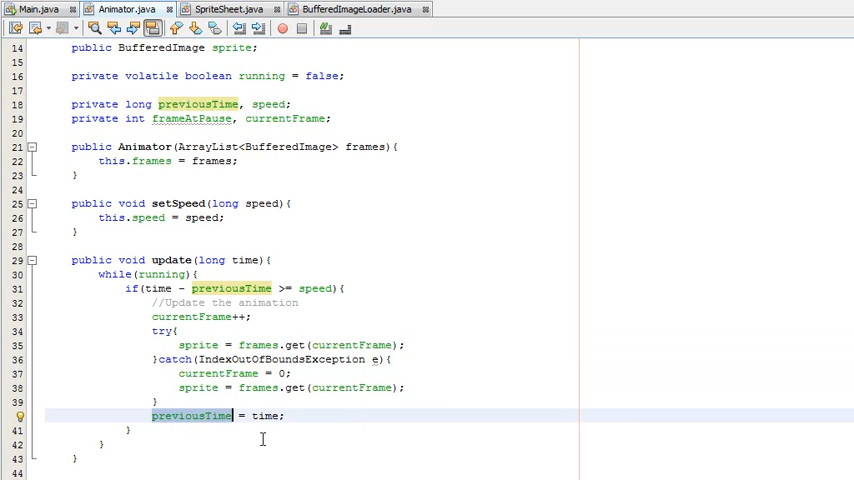 Main.java Animator.java SpriteSheet.java BufferedImageLoader.java
14 public BufferedImage sprite;
15
16 private volatile boolean running = false;
17
18 private long previousTime, speed;
19 private int frameAtPause, currentFrame;
20
21 public Animator(ArrayList<BufferedImage> frames){
22 this.frames = frames;
23 }
24
25 public void setSpeed(long speed){
26 this.speed = speed;
27 }
28
29 public void update(long time){
30 while(running){
31 if(time - previousTime >= speed){
32 //Update the animation
33 currentFrame++;
34 try{
35 sprite = frames.get(currentFrame);
36 }catch(IndexOutOfBoundsException e){
37 currentFrame = 0;
38 sprite = frames.get(currentFrame);
39 }
previousTime = time;
41 }
42 }
43 }
44